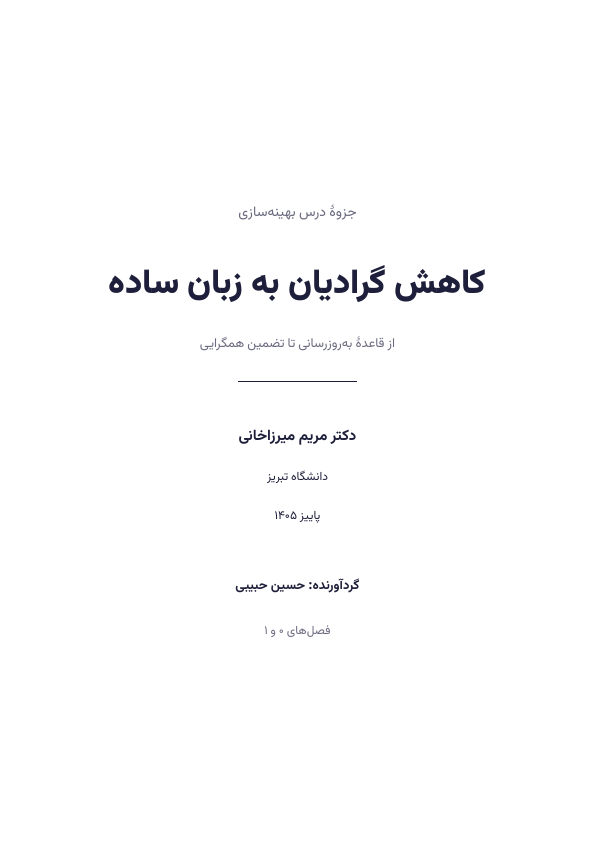 جزوهٔ درس بهینه‌سازی
کاهش گرادیان به زبان ساده
از قاعدهٔ به‌روزرسانی تا تضمین همگرایی
دکتر مریم میرزاخانی
دانشگاه تبریز
پاییز ۱۴۰۵
گردآورنده: حسین حبیبی
فصل‌های ۰ و ۱